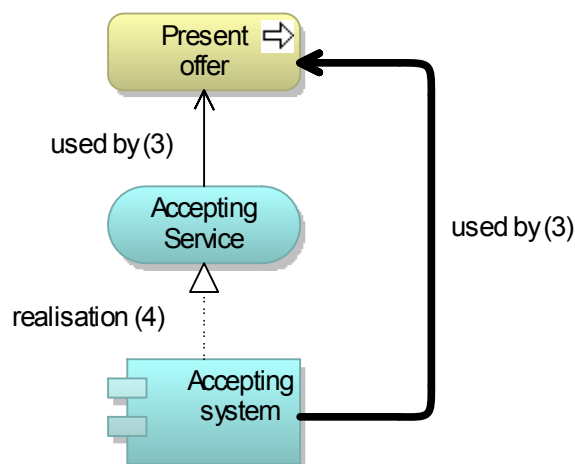 Present
offer
used by (3)
Accepting
Service
used by (3)
realisation (4)
Accepting
system